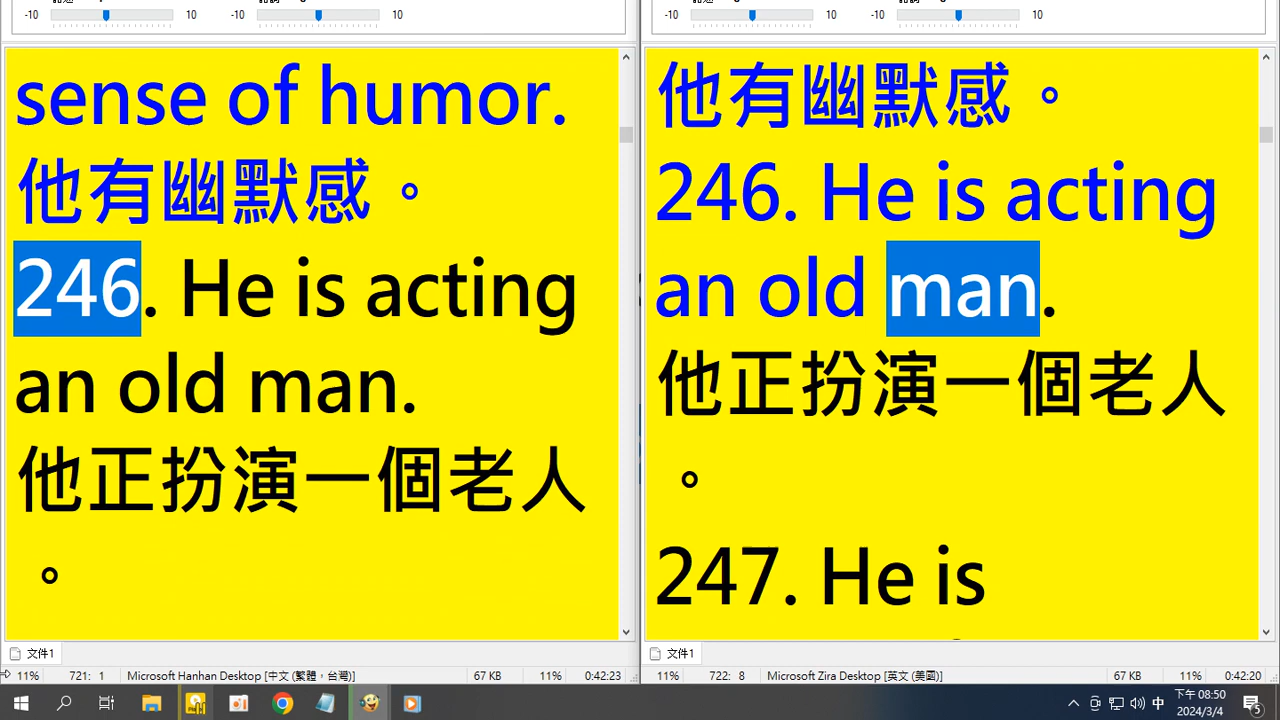 -10 10 -10 10
sense of humor.
他有幽默感。
246. He is acting
an old man.
他正扮演一個老人
。
文件1
11% 721: 1 Microsoft Hanhan Desktop [中文 (繁體，台灣)] 67 KB 11% 0:42:23
-10 10 -10 10
他有幽默感。
246. He is acting
an old man.
他正扮演一個老人
。
247. He is
文件1
11% 722: 8 Microsoft Zira Desktop [英文 (美國)] 67 KB 11% 0:42:20
中 下午 08:50
2024/3/4
5